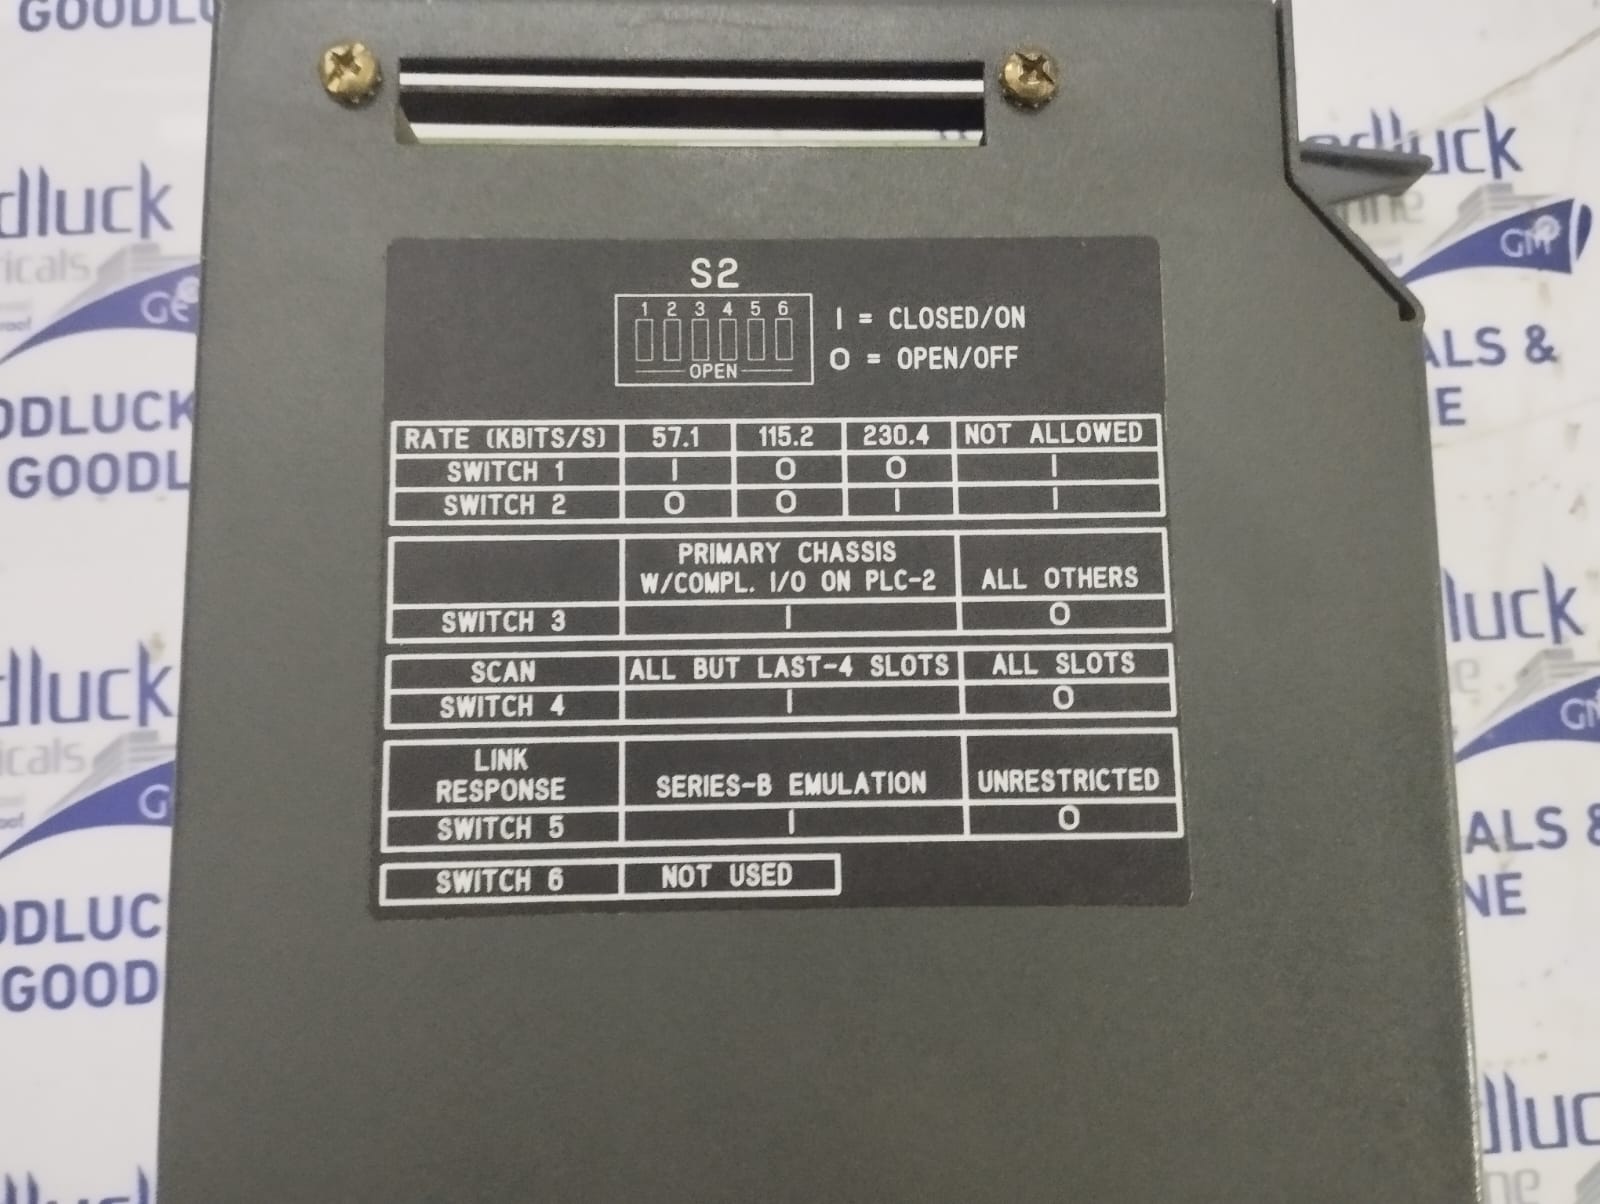 S2
1 2 3 4 5 6
OPEN
I = CLOSED/ON
O = OPEN/OFF
RATE (KBITS/S) 57.1 115.2 230.4 NOT ALLOWED
SWITCH 1 I O O I
SWITCH 2 O O I I
PRIMARY CHASSIS
W/COMPL. I/O ON PLC-2 ALL OTHERS
SWITCH 3 I O
SCAN ALL BUT LAST-4 SLOTS ALL SLOTS
SWITCH 4 I O
LINK
RESPONSE SERIES-B EMULATION UNRESTRICTED
SWITCH 5 I O
SWITCH 6 NOT USED